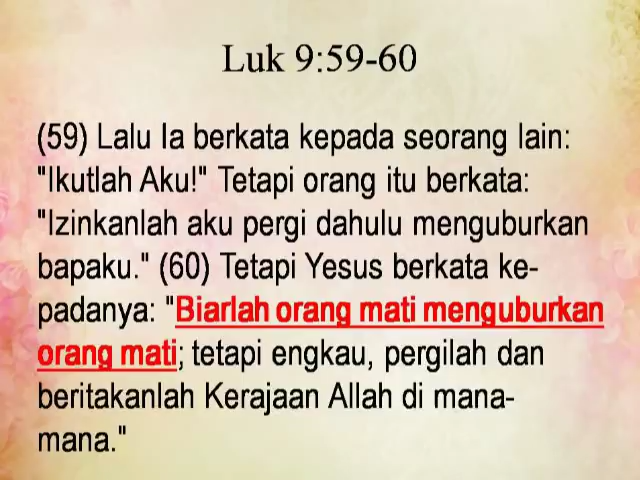 Luk 9:59-60
(59) Lalu Ia berkata kepada seorang lain:
"Ikutlah Aku!" Tetapi orang itu berkata:
"Izinkanlah aku pergi dahulu menguburkan
bapaku." (60) Tetapi Yesus berkata ke-
padanya: "Biarlah orang mati menguburkan
orang mati; tetapi engkau, pergilah dan
beritakanlah Kerajaan Allah di mana-
mana."